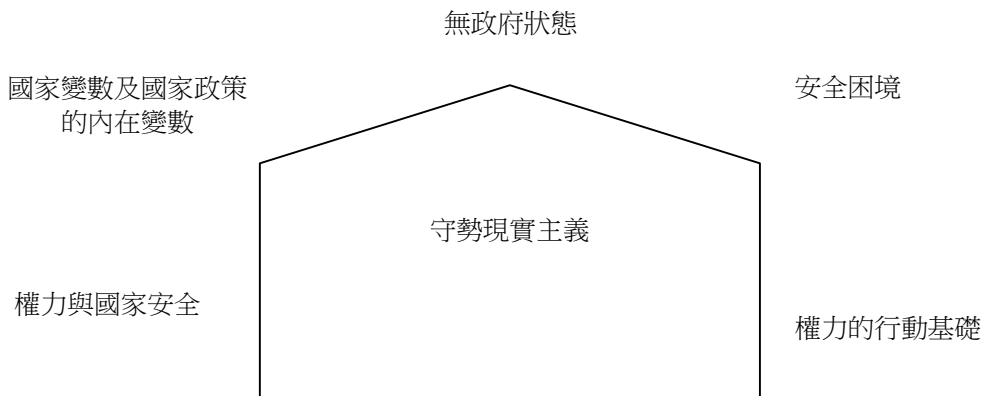 無政府狀態
國家變數及國家政策
的內在變數
安全困境
守勢現實主義
權力與國家安全
權力的行動基礎